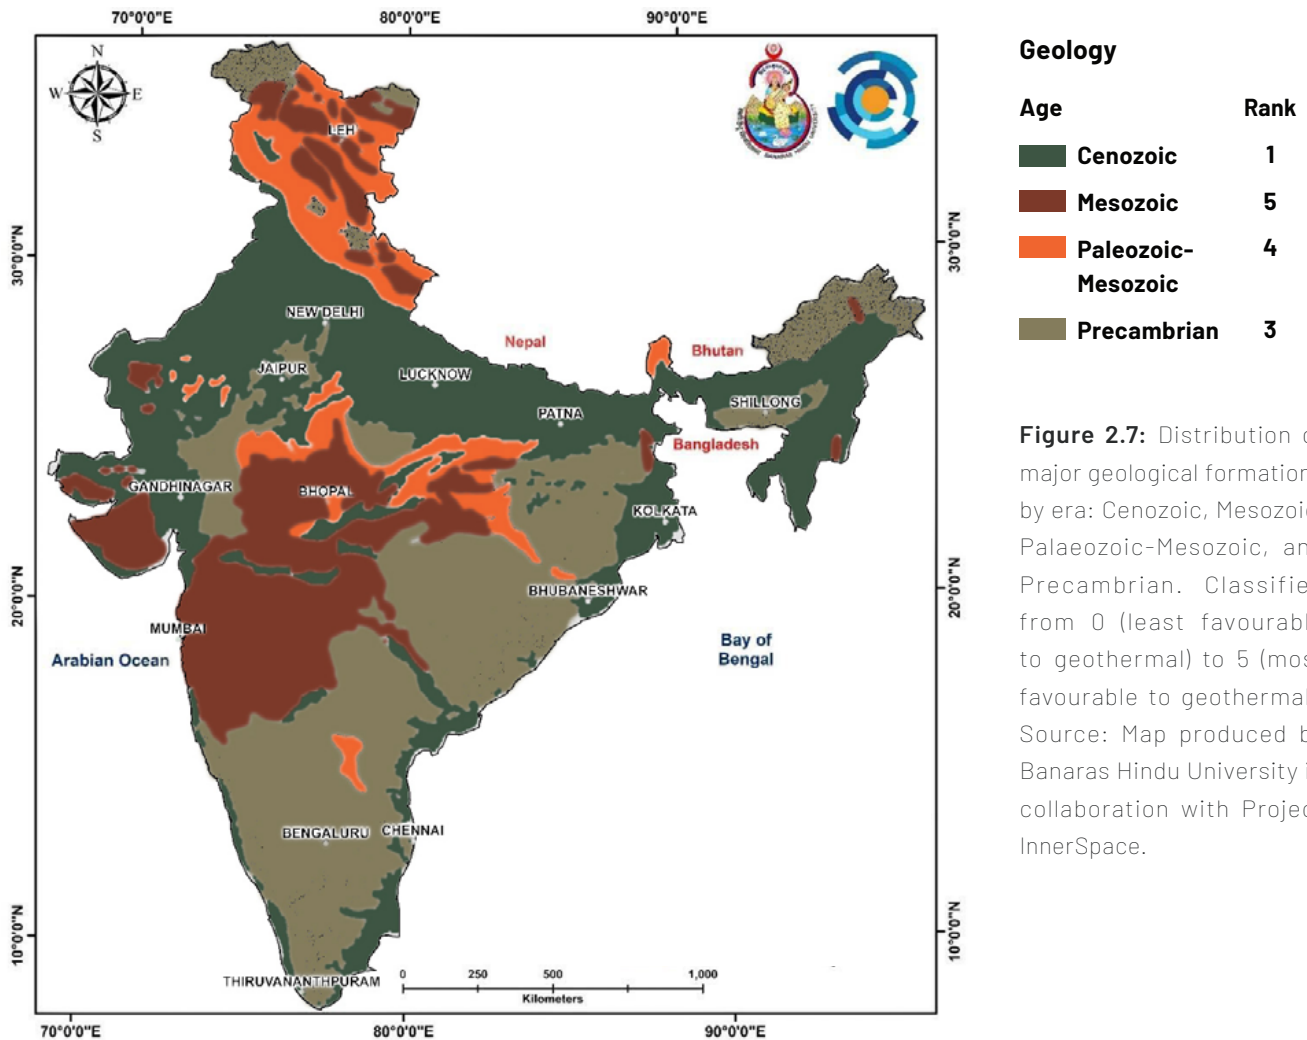 70°0'0"E 80°0'0"E 90°0'0"E
N
W E
S
30°0'0"N
20°0'0"N
10°0'0"N
LEH
NEW DELHI
JAIPUR
LUCKNOW
PATNA
SHILLONG
GANDHINAGAR
BHOPAL
KOLKATA
BHUBANESHWAR
MUMBAI
BENGALURU
CHENNAI
THIRUVANANTHPURAM
Nepal
Bhutan
Bangladesh
Arabian Ocean
Bay of
Bengal
0 250 500 1,000
Kilometers
30°0'0"N
20°0'0"N
10°0'0"N
70°0'0"E 80°0'0"E 90°0'0"E
Geology
Age Rank
Cenozoic 1
Mesozoic 5
Paleozoic- 4
Mesozoic
Precambrian 3
Figure 2.7: Distribution o
major geological formation
by era: Cenozoic, Mesozoi
Palaeozoic-Mesozoic, an
Precambrian. Classifie
from 0 (least favourabl
to geothermal) to 5 (mos
favourable to geothermal
Source: Map produced b
Banaras Hindu University i
collaboration with Projec
InnerSpace.